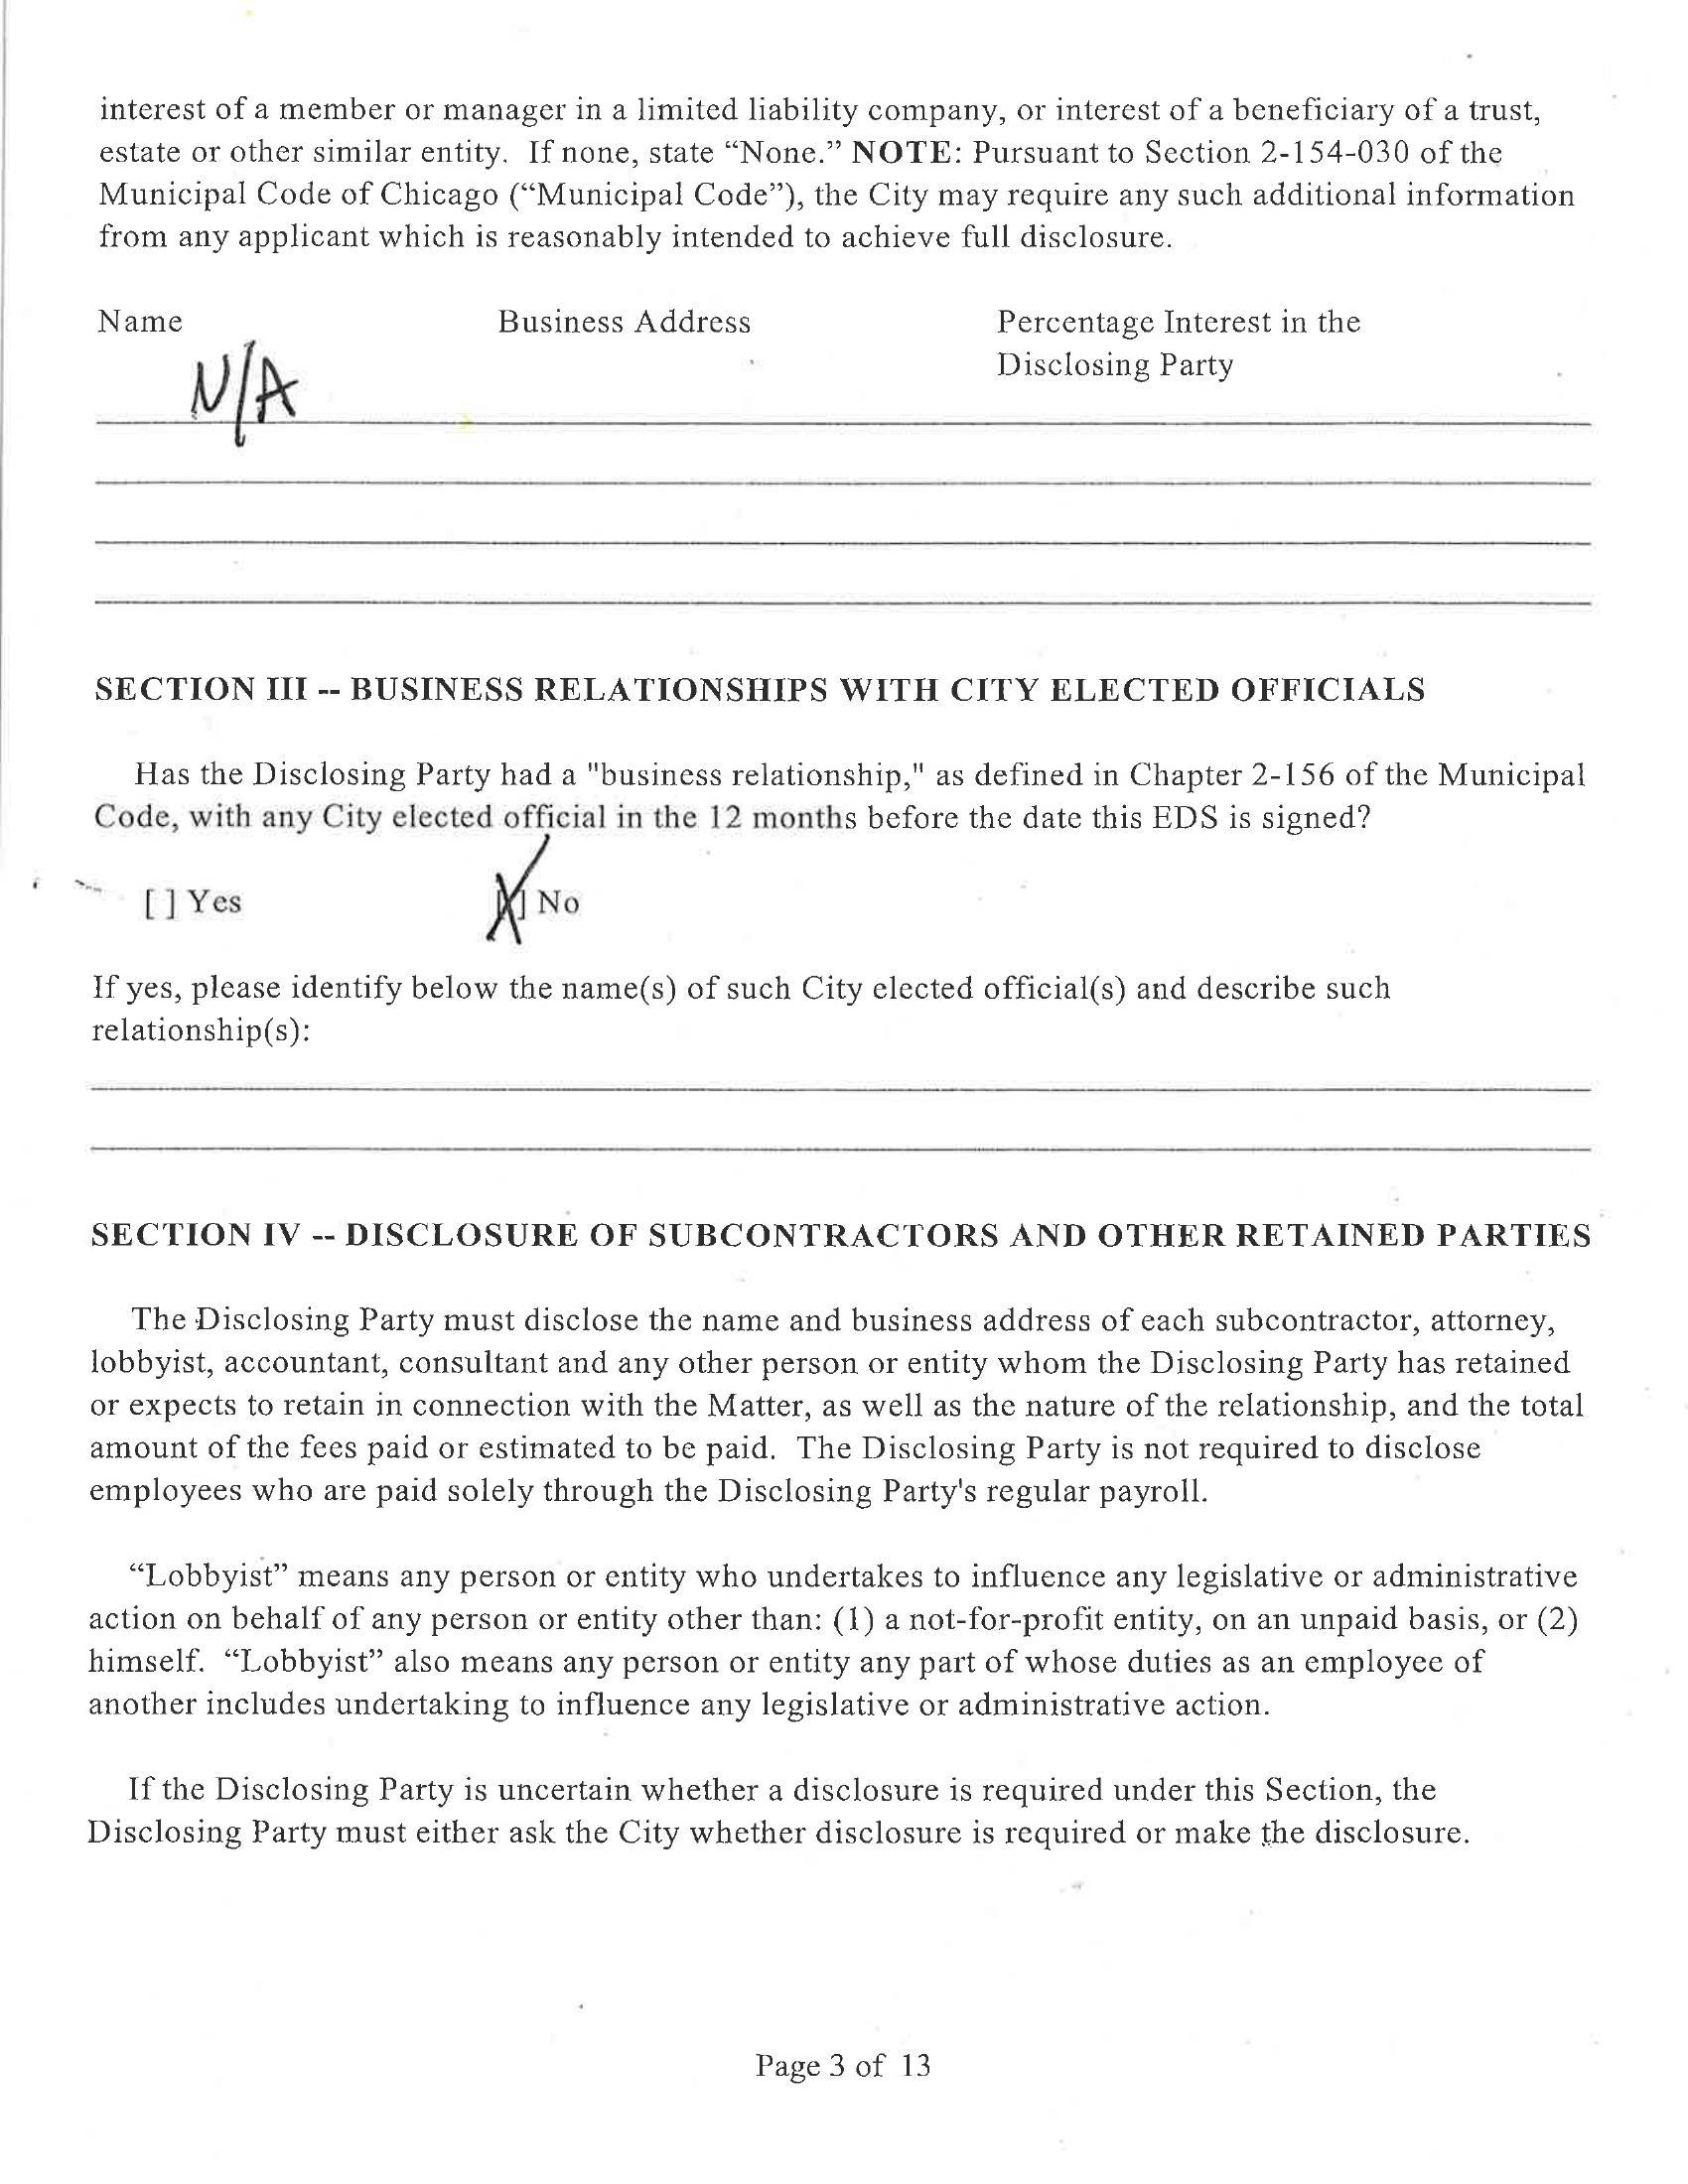 interest of a member or manager in a limited liability company, or interest of a beneficiary of a trust,
estate or other similar entity. If none, state “None.” NOTE: Pursuant to Section 2-154-030 of the
Municipal Code of Chicago (“Municipal Code”), the City may require any such additional information
from any applicant which is reasonably intended to achieve full disclosure.
Name Business Address Percentage Interest in the
Disclosing Party
N/A
SECTION III -- BUSINESS RELATIONSHIPS WITH CITY ELECTED OFFICIALS
Has the Disclosing Party had a "business relationship," as defined in Chapter 2-156 of the Municipal
Code, with any City elected official in the 12 months before the date this EDS is signed?
[ ] Yes [X] No
If yes, please identify below the name(s) of such City elected official(s) and describe such
relationship(s):
SECTION IV -- DISCLOSURE OF SUBCONTRACTORS AND OTHER RETAINED PARTIES
The Disclosing Party must disclose the name and business address of each subcontractor, attorney,
lobbyist, accountant, consultant and any other person or entity whom the Disclosing Party has retained
or expects to retain in connection with the Matter, as well as the nature of the relationship, and the total
amount of the fees paid or estimated to be paid. The Disclosing Party is not required to disclose
employees who are paid solely through the Disclosing Party's regular payroll.
“Lobbyist” means any person or entity who undertakes to influence any legislative or administrative
action on behalf of any person or entity other than: (1) a not-for-profit entity, on an unpaid basis, or (2)
himself. “Lobbyist” also means any person or entity any part of whose duties as an employee of
another includes undertaking to influence any legislative or administrative action.
If the Disclosing Party is uncertain whether a disclosure is required under this Section, the
Disclosing Party must either ask the City whether disclosure is required or make the disclosure.
Page 3 of 13